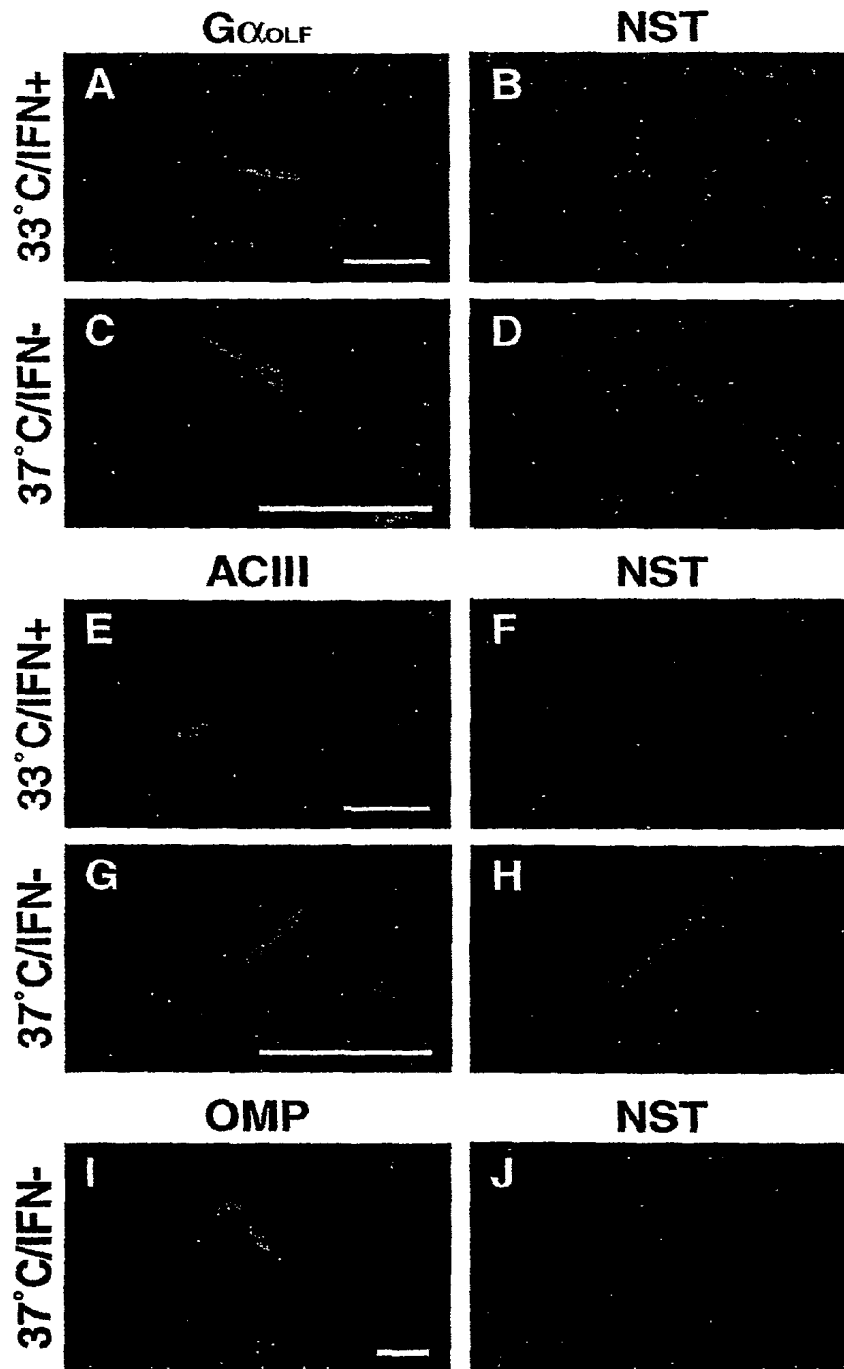 GαOLF NST
33°C/IFN+
A B
37°C/IFN-
C D
ACIII NST
33°C/IFN+
E F
37°C/IFN-
G H
OMP NST
37°C/IFN-
I J